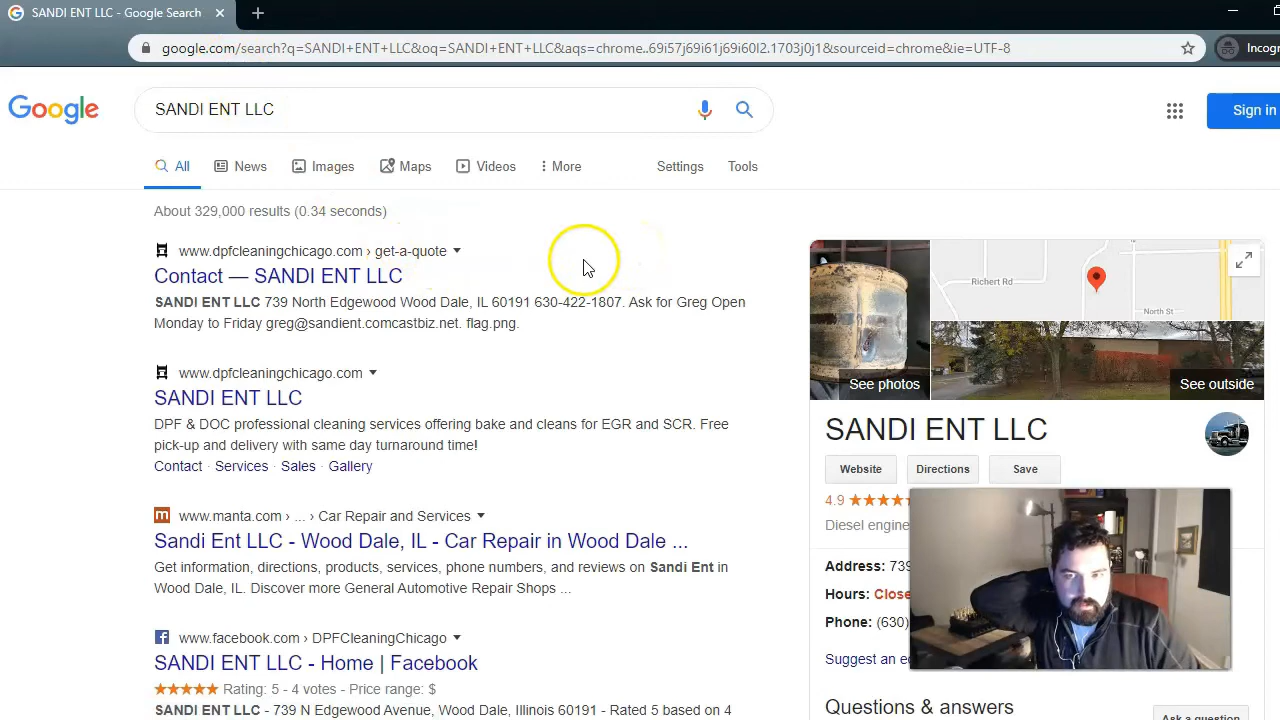 SANDI ENT LLC - Google Search
google.com/search?q=SANDI+ENT+LLC&oq=SANDI+ENT+LLC&aqs=chrome..69i57j69i61j69i60l2.1703j0j1&sourceid=chrome&ie=UTF-8
Incog
Google
SANDI ENT LLC
Sign in
All News Images Maps Videos More Settings Tools
About 329,000 results (0.34 seconds)
www.dpfcleaningchicago.com › get-a-quote
Contact — SANDI ENT LLC
SANDI ENT LLC 739 North Edgewood Wood Dale, IL 60191 630-422-1807. Ask for Greg Open
Monday to Friday greg@sandient.comcastbiz.net. flag.png.
www.dpfcleaningchicago.com
SANDI ENT LLC
DPF & DOC professional cleaning services offering bake and cleans for EGR and SCR. Free
pick-up and delivery with same day turnaround time!
Contact · Services · Sales · Gallery
m www.manta.com › ... › Car Repair and Services
Sandi Ent LLC - Wood Dale, IL - Car Repair in Wood Dale ...
Get information, directions, products, services, phone numbers, and reviews on Sandi Ent in
Wood Dale, IL. Discover more General Automotive Repair Shops ...
www.facebook.com › DPFCleaningChicago
SANDI ENT LLC - Home | Facebook
Rating: 5 - 4 votes - Price range: $
SANDI ENT LLC - 739 N Edgewood Avenue, Wood Dale, Illinois 60191 - Rated 5 based on 4
Richert Rd
North St
See photos
See outside
SANDI ENT LLC
Website Directions Save
4.9
Diesel engine
Address: 739
Hours: Close
Phone: (630)
Suggest an e
Questions & answers
Ask a question